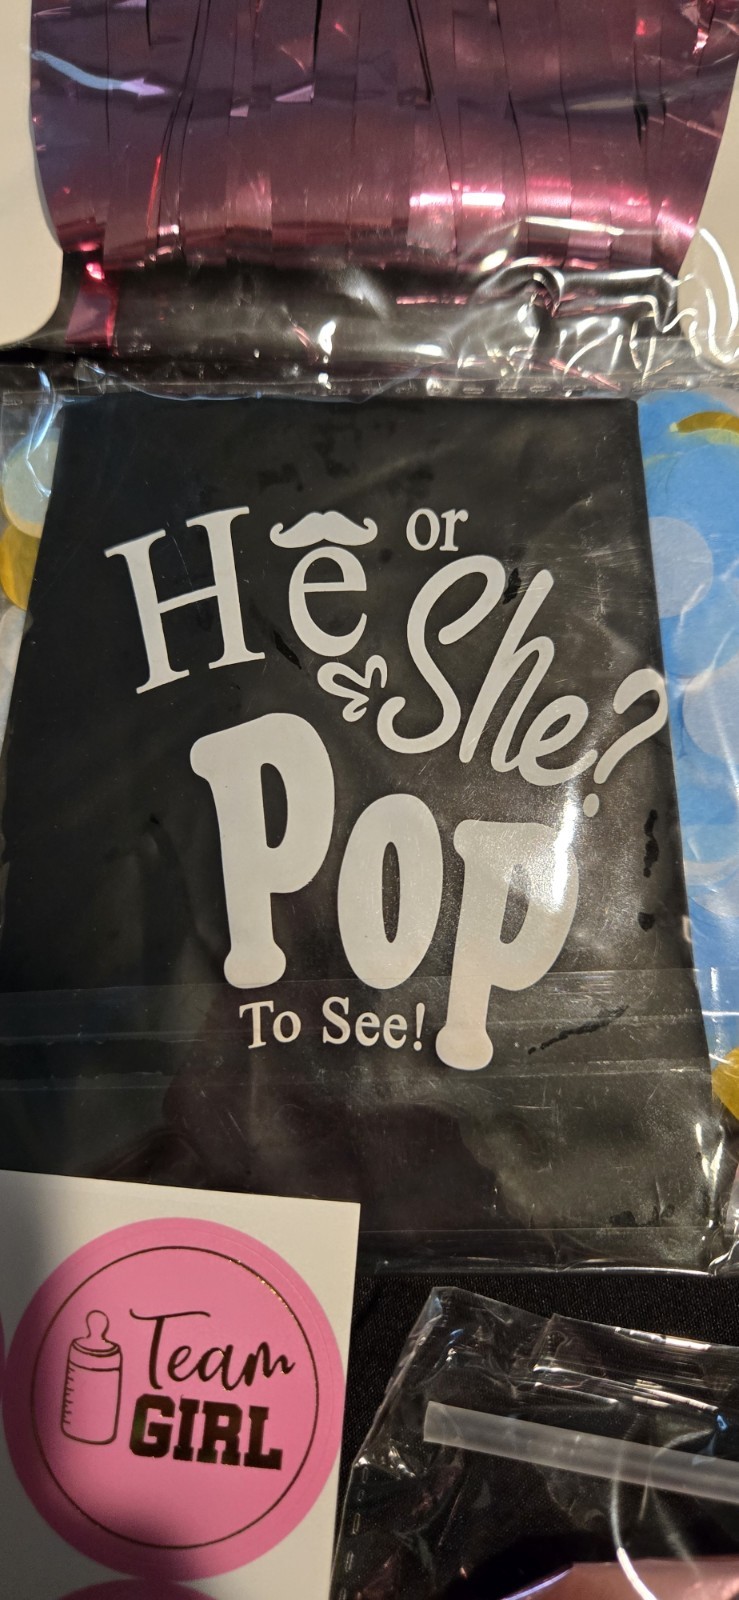 He or
She?
POP
To See!
Team
GIRL